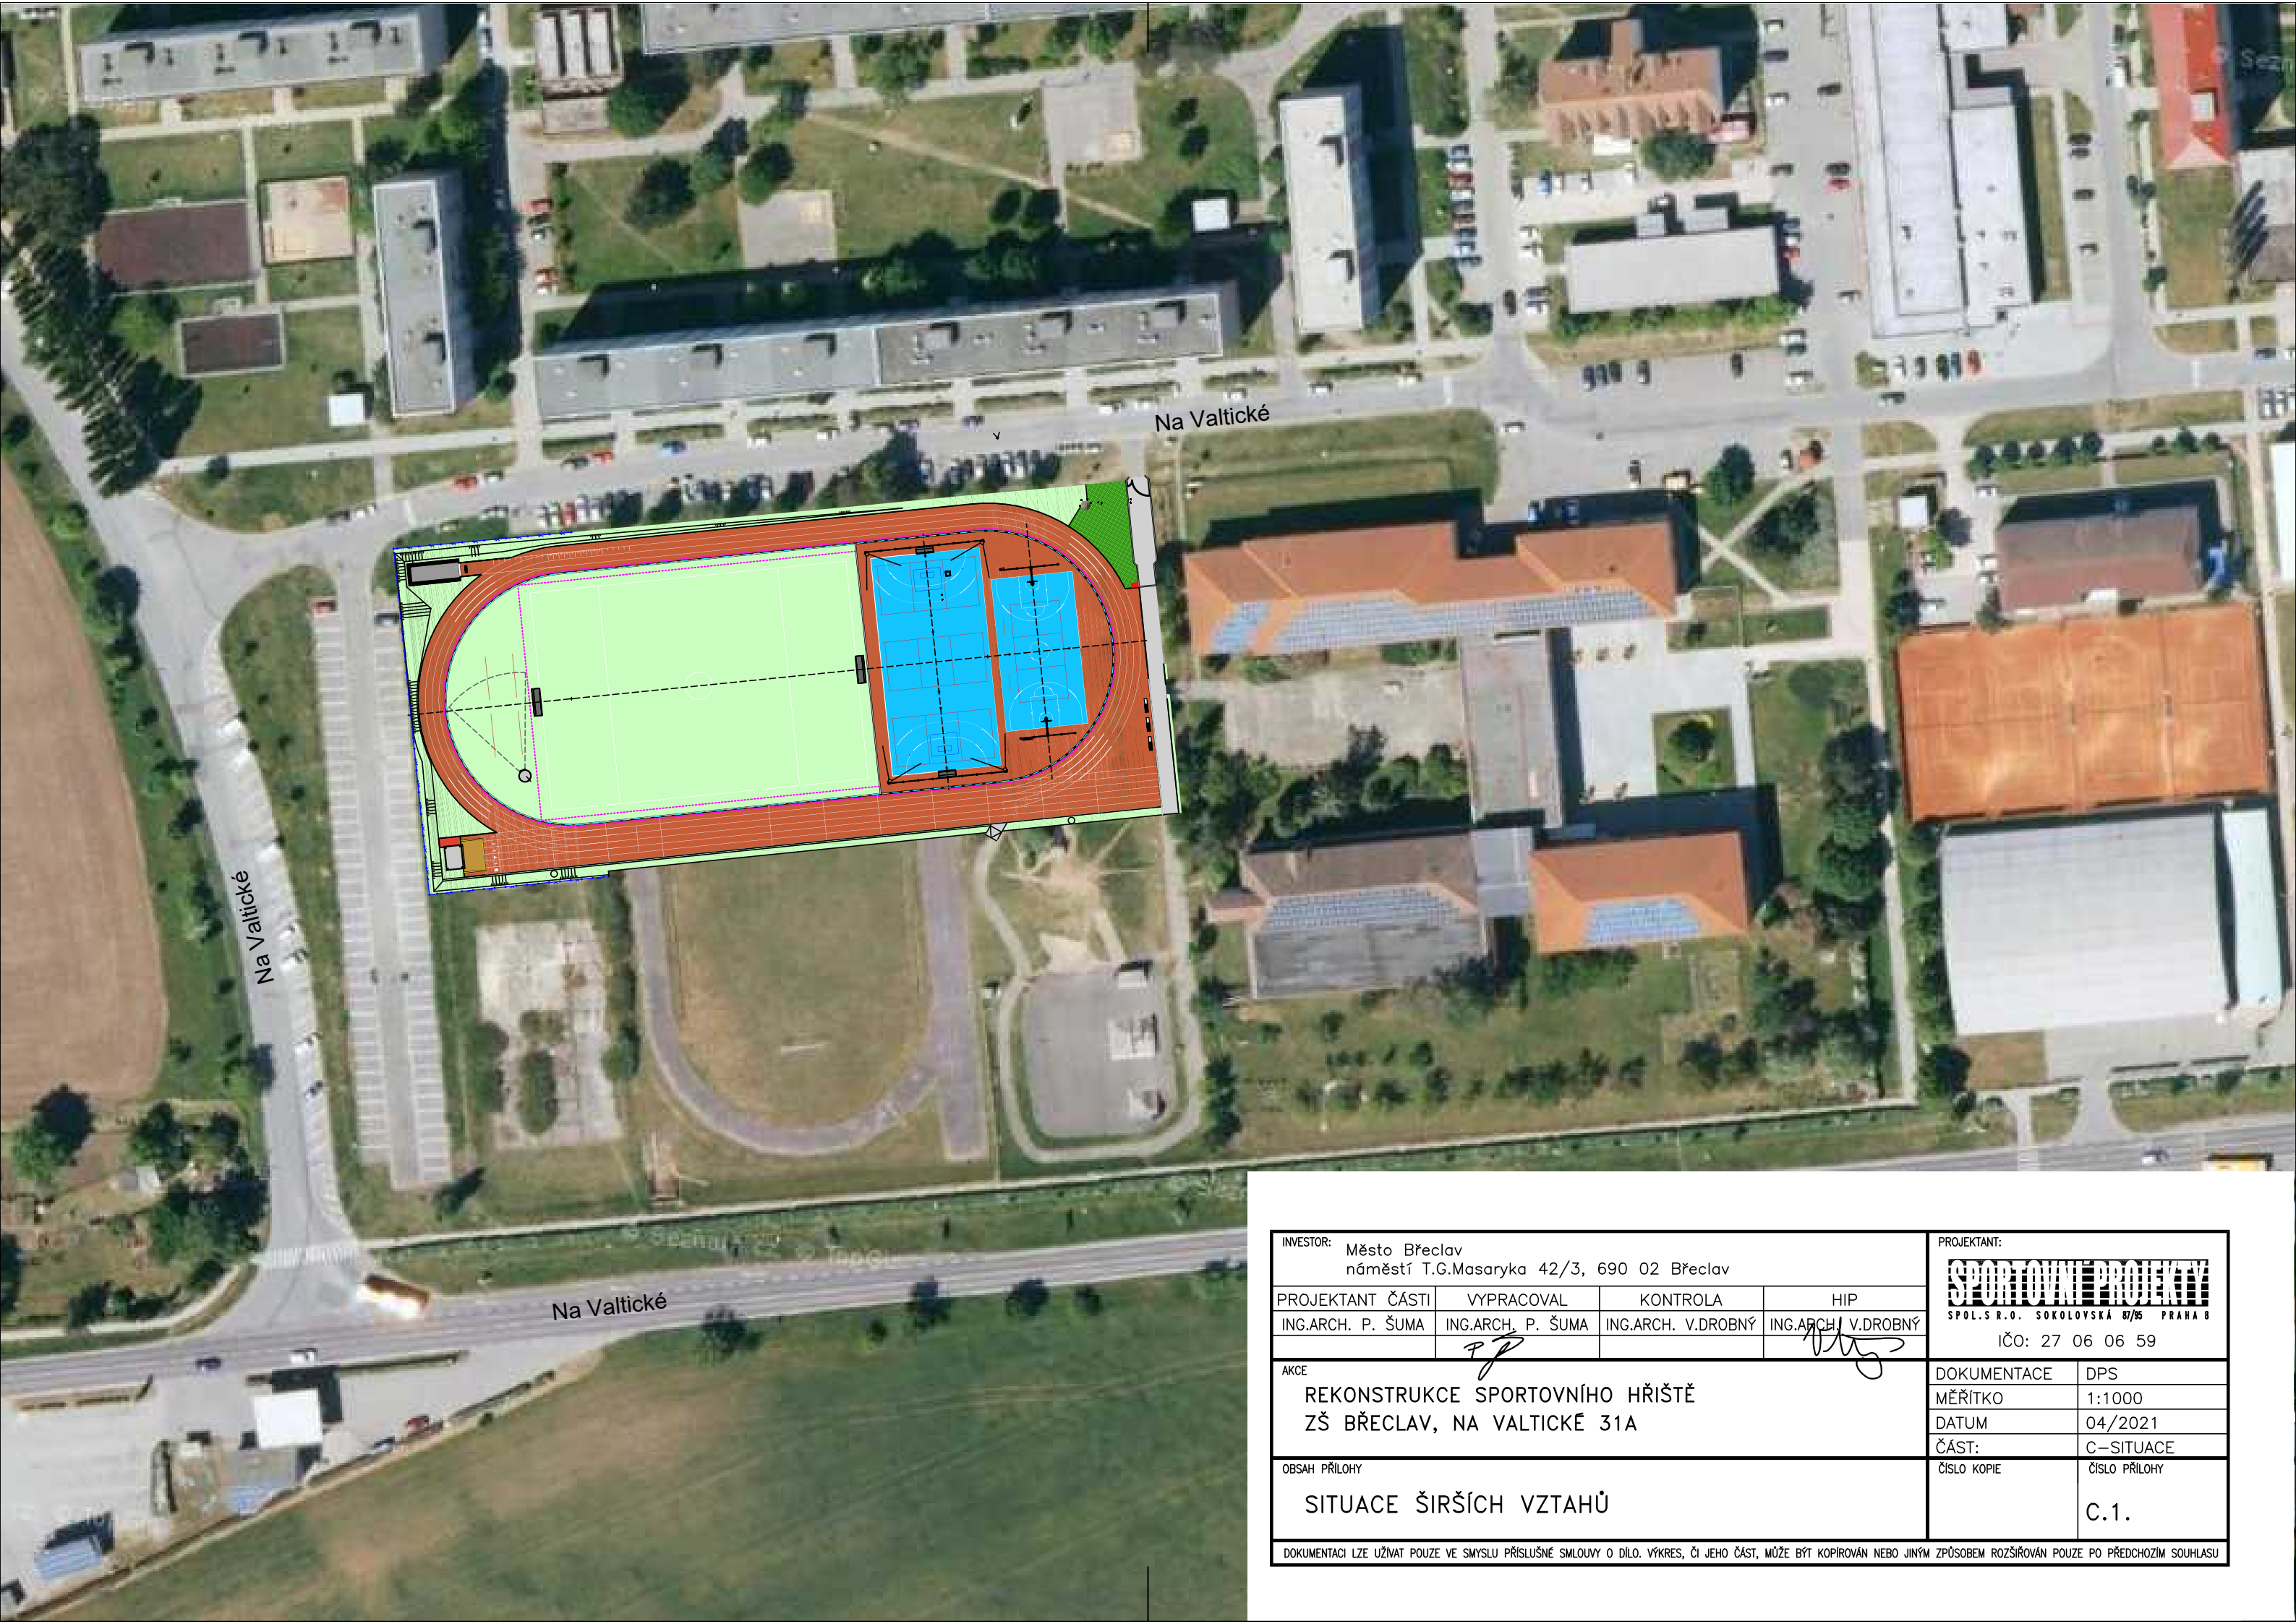 © Sezn
Na Valtické
Na Valtické
Na Valtické
INVESTOR:
Město Břeclav
náměstí T.G.Masaryka 42/3, 690 02 Břeclav
PROJEKTANT ČÁSTI VYPRACOVAL KONTROLA HIP
ING.ARCH. P. ŠUMA ING.ARCH. P. ŠUMA ING.ARCH. V.DROBNÝ ING.ARCH. V.DROBNÝ
PROJEKTANT:
SPORTOVNÍ PROJEKTY
SPOL.S R.O. SOKOLOVSKÁ 87/95 PRAHA 8
IČO: 27 06 06 59
AKCE
REKONSTRUKCE SPORTOVNÍHO HŘIŠTĚ
ZŠ BŘECLAV, NA VALTICKÉ 31A
DOKUMENTACE DPS
MĚŘÍTKO 1:1000
DATUM 04/2021
ČÁST: C-SITUACE
OBSAH PŘÍLOHY
SITUACE ŠIRŠÍCH VZTAHŮ
ČÍSLO KOPIE ČÍSLO PŘÍLOHY
C.1.
DOKUMENTACI LZE UŽÍVAT POUZE VE SMYSLU PŘÍSLUŠNÉ SMLOUVY O DÍLO. VÝKRES, ČI JEHO ČÁST, MŮŽE BÝT KOPÍROVÁN NEBO JINÝM ZPŮSOBEM ROZŠIŘOVÁN POUZE PO PŘEDCHOZÍM SOUHLASU